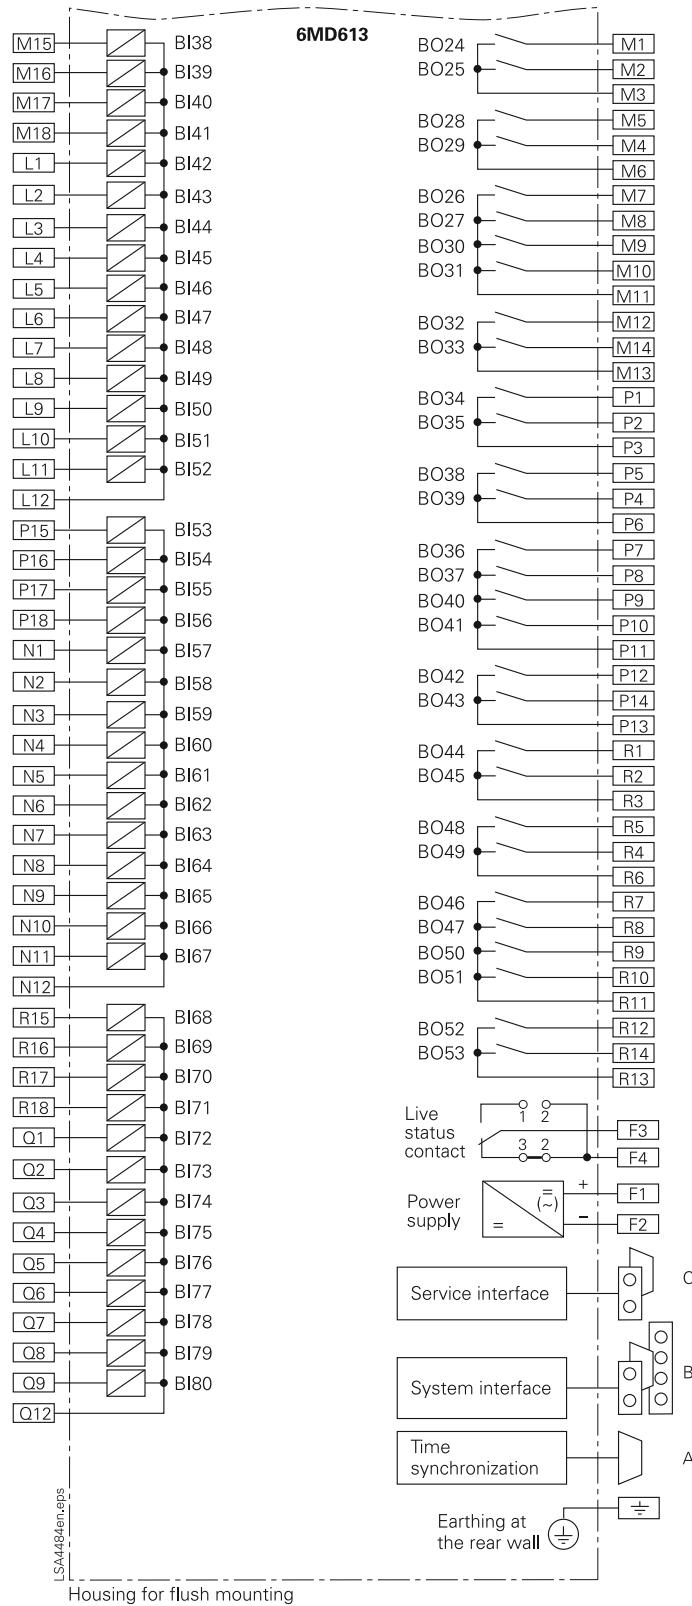 6MD613
M15 BI38
M16 BI39
M17 BI40
M18 BI41
L1 BI42
L2 BI43
L3 BI44
L4 BI45
L5 BI46
L6 BI47
L7 BI48
L8 BI49
L9 BI50
L10 BI51
L11 BI52
L12
P15 BI53
P16 BI54
P17 BI55
P18 BI56
N1 BI57
N2 BI58
N3 BI59
N4 BI60
N5 BI61
N6 BI62
N7 BI63
N8 BI64
N9 BI65
N10 BI66
N11 BI67
N12
R15 BI68
R16 BI69
R17 BI70
R18 BI71
Q1 BI72
Q2 BI73
Q3 BI74
Q4 BI75
Q5 BI76
Q6 BI77
Q7 BI78
Q8 BI79
Q9 BI80
Q12
BO24 M1
BO25 M2
M3
BO28 M5
BO29 M4
M6
BO26 M7
BO27 M8
BO30 M9
BO31 M10
M11
BO32 M12
BO33 M14
M13
BO34 P1
BO35 P2
P3
BO38 P5
BO39 P4
P6
BO36 P7
BO37 P8
BO40 P9
BO41 P10
P11
BO42 P12
BO43 P14
P13
BO44 R1
BO45 R2
R3
BO48 R5
BO49 R4
R6
BO46 R7
BO47 R8
BO50 R9
BO51 R10
R11
BO52 R12
BO53 R14
R13
Live
status
contact
1 2
3 2
F3
F4
Power
supply
= (~)
=
+ F1
– F2
Service interface
C
System interface
B
Time
synchronization
A
Earthing at
the rear wall
LSA4484en.eps
Housing for flush mounting